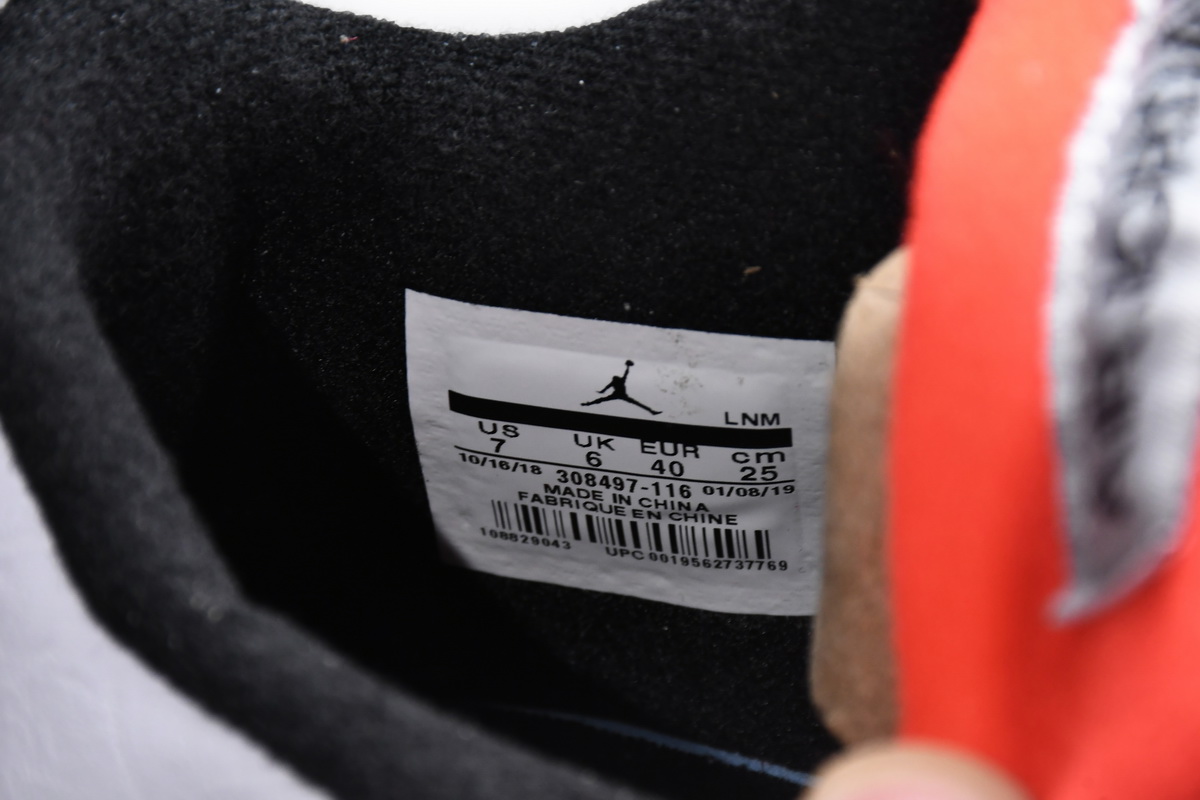 LNM
US UK EUR cm
7 6 40 25
10/16/18 308497-116 01/08/19
MADE IN CHINA
FABRIQUE EN CHINE
108829043 UPC 0019562737769